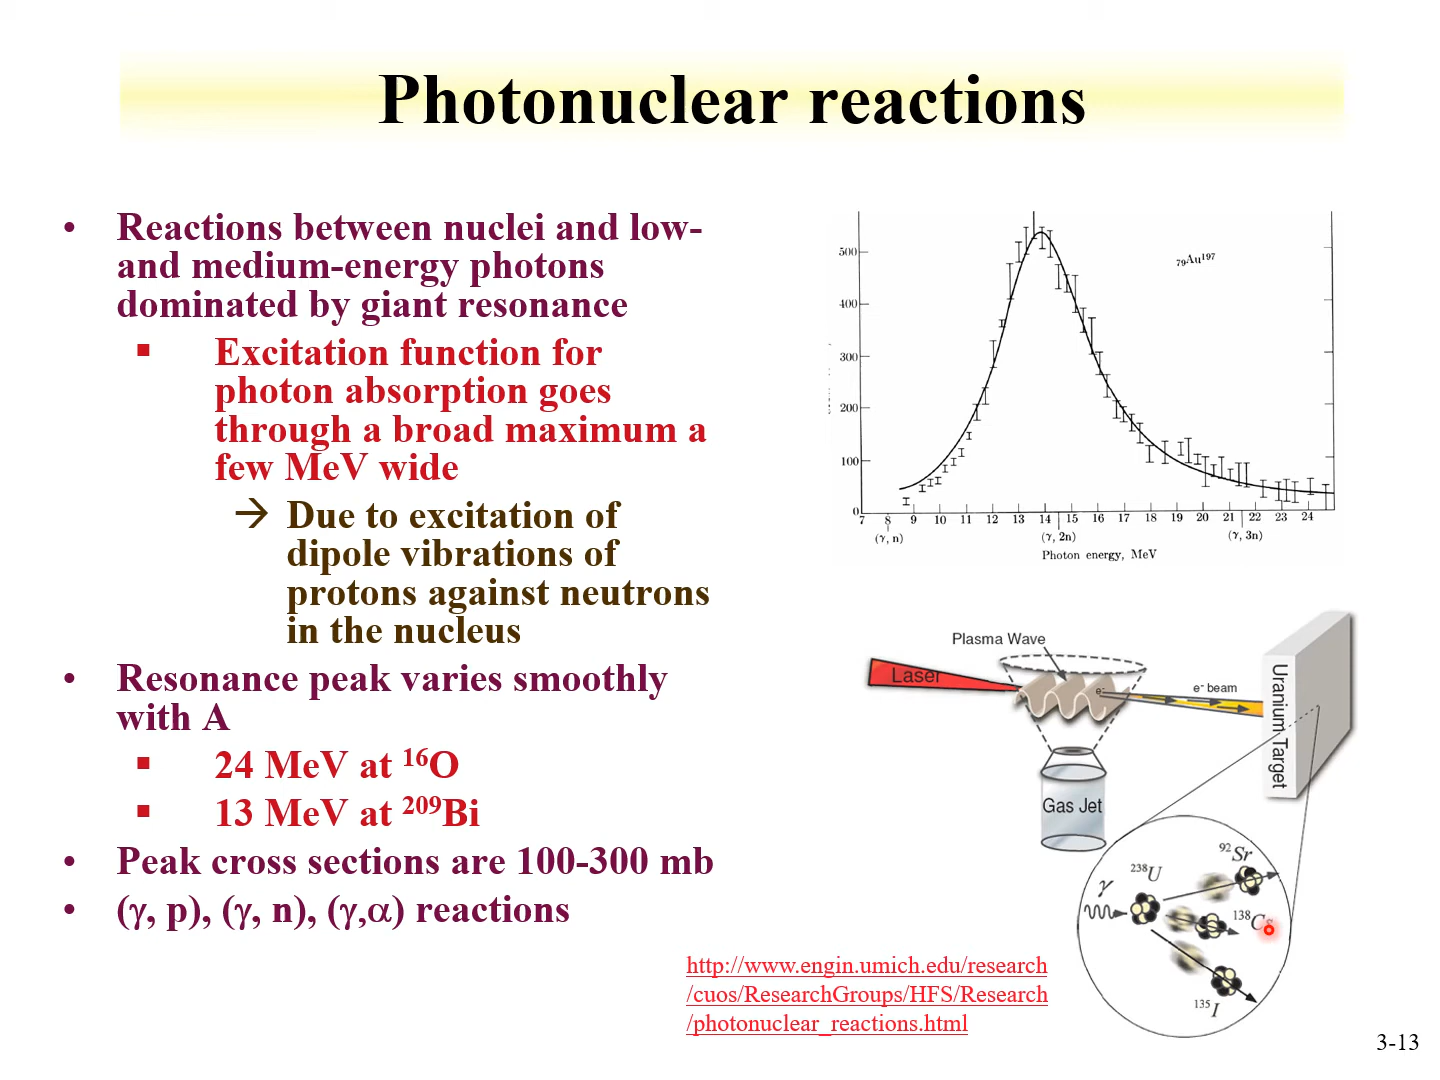 Photonuclear reactions
• Reactions between nuclei and low-
and medium-energy photons
dominated by giant resonance
▪ Excitation function for
photon absorption goes
through a broad maximum a
few MeV wide
→ Due to excitation of
dipole vibrations of
protons against neutrons
in the nucleus
• Resonance peak varies smoothly
with A
▪ 24 MeV at ¹⁶O
▪ 13 MeV at ²⁰⁹Bi
• Peak cross sections are 100-300 mb
• (γ, p), (γ, n), (γ,α) reactions
500
400
300
200
100
0
₇₉Au¹⁹⁷
7 8 9 10 11 12 13 14 15 16 17 18 19 20 21 22 23 24
(γ, n) (γ, 2n) (γ, 3n)
Photon energy, MeV
Plasma Wave
Laser
e⁻
e⁻ beam
Uranium Target
Gas Jet
γ
²³⁸U
⁹²Sr
¹³⁸Cs
¹³⁵I
http://www.engin.umich.edu/research
/cuos/ResearchGroups/HFS/Research
/photonuclear_reactions.html
3-13